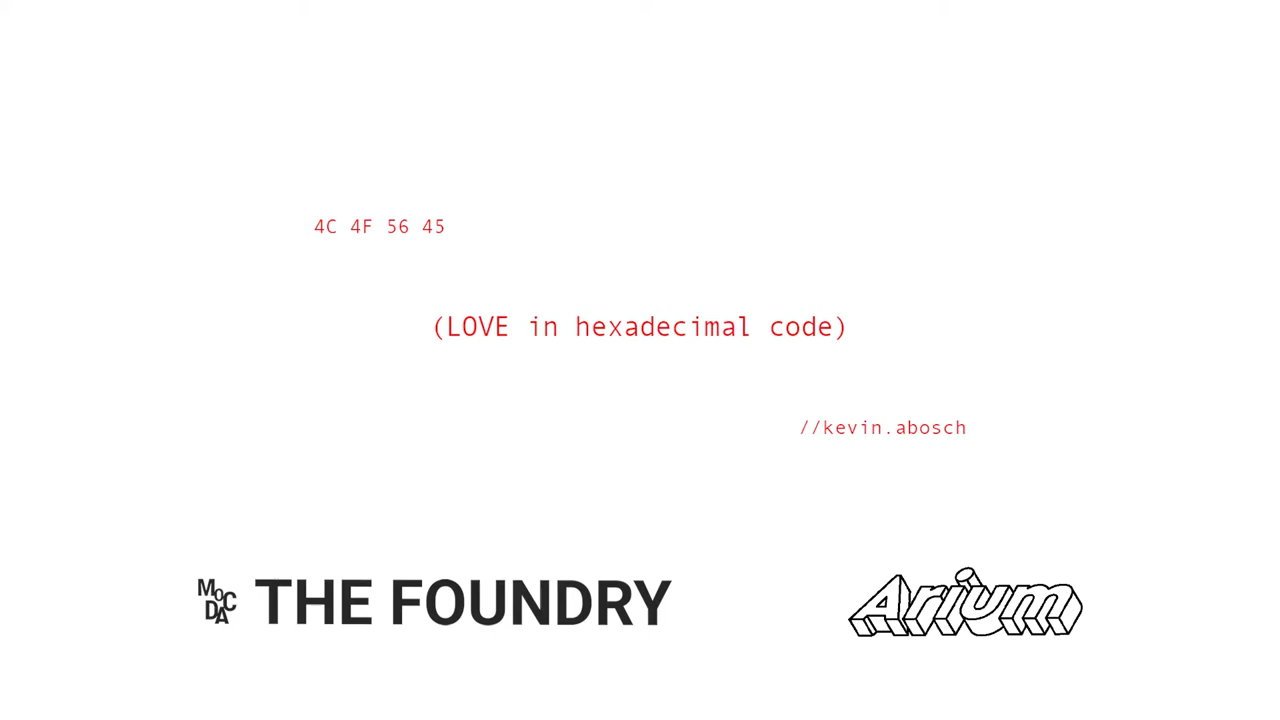 4C 4F 56 45
(LOVE in hexadecimal code)
//kevin.abosch
MoCDA THE FOUNDRY
Arium